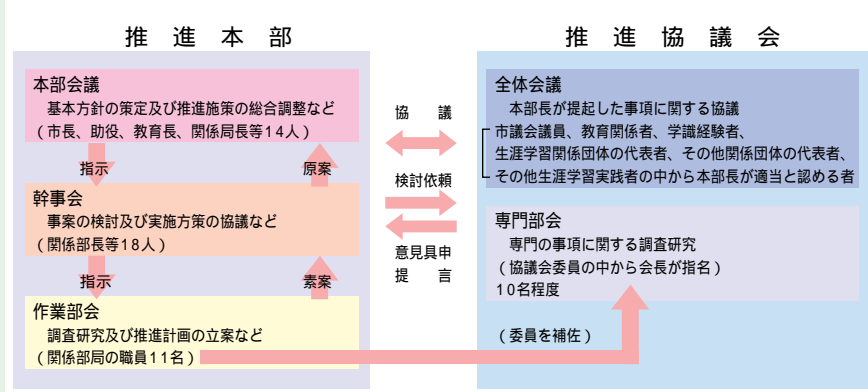 推進本部
本部会議
基本方針の策定及び推進施策の総合調整など
(市長、助役、教育長、関係局長等14人)
指示
原案
幹事会
事案の検討及び実施方策の協議など
(関係部長等18人)
指示
素案
作業部会
調査研究及び推進計画の立案など
(関係部局の職員11名)
協　議
検討依頼
意見具申
提　言
推進協議会
全体会議
本部長が提起した事項に関する協議
市議会議員、教育関係者、学識経験者、
生涯学習関係団体の代表者、その他関係団体の代表者、
その他生涯学習実践者の中から本部長が適当と認める者
専門部会
専門の事項に関する調査研究
(協議会委員の中から会長が指名)
10名程度
(委員を補佐)